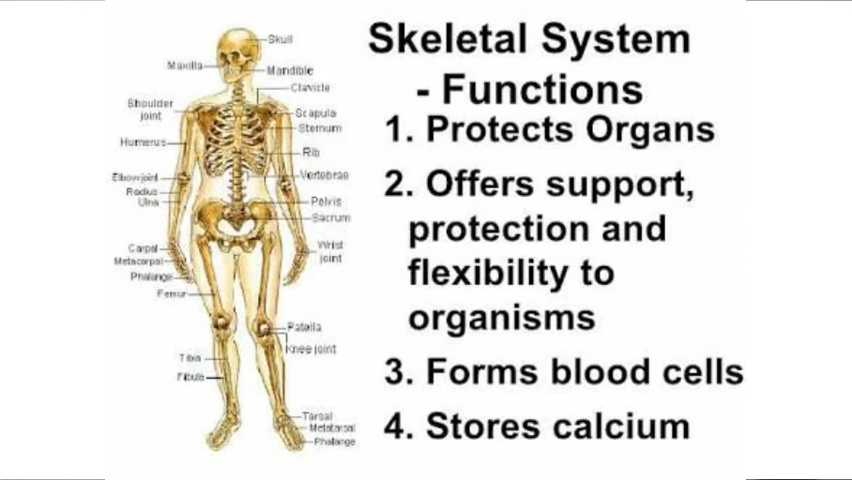 Skeletal System
- Functions
1. Protects Organs
2. Offers support,
protection and
flexibility to
organisms
3. Forms blood cells
4. Stores calcium
Skull
Maxilla
Mandible
Clavicle
Shoulder
joint
Scapula
Sternum
Humerus
Rib
Elbow joint
Vertebrae
Radius
Ulna
Pelvis
Sacrum
Carpal
Wrist
joint
Metacarpal
Phalange
Femur
Patella
Knee joint
Tibia
Fibula
Tarsal
Metatarsal
Phalange